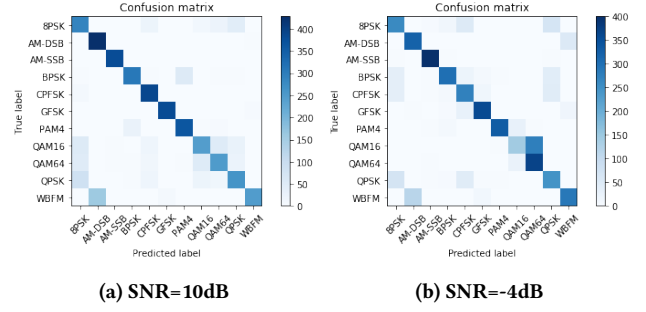 Confusion matrix
8PSK
AM-DSB
AM-SSB
BPSK
CPFSK
GFSK
PAM4
QAM16
QAM64
QPSK
WBFM
True label
8PSK
AM-DSB
AM-SSB
BPSK
CPFSK
GFSK
PAM4
QAM16
QAM64
QPSK
WBFM
Predicted label
400
350
300
250
200
150
100
50
0
(a) SNR=10dB
Confusion matrix
8PSK
AM-DSB
AM-SSB
BPSK
CPFSK
GFSK
PAM4
QAM16
QAM64
QPSK
WBFM
True label
8PSK
AM-DSB
AM-SSB
BPSK
CPFSK
GFSK
PAM4
QAM16
QAM64
QPSK
WBFM
Predicted label
400
350
300
250
200
150
100
50
0
(b) SNR=-4dB